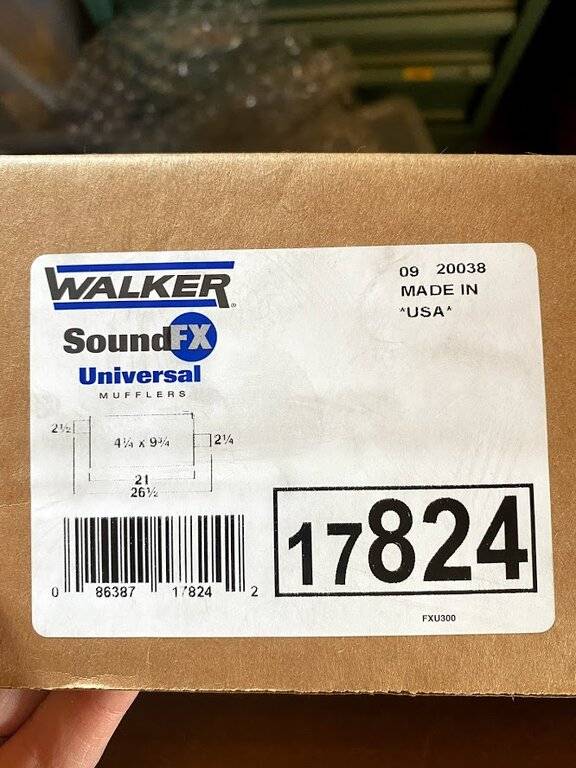 WALKER®
SoundFX
Universal
MUFFLERS
09 20038
MADE IN
*USA*
2½
4¼ x 9¾
2¼
21
26½
0 86387 17824 2
17824
FXU300